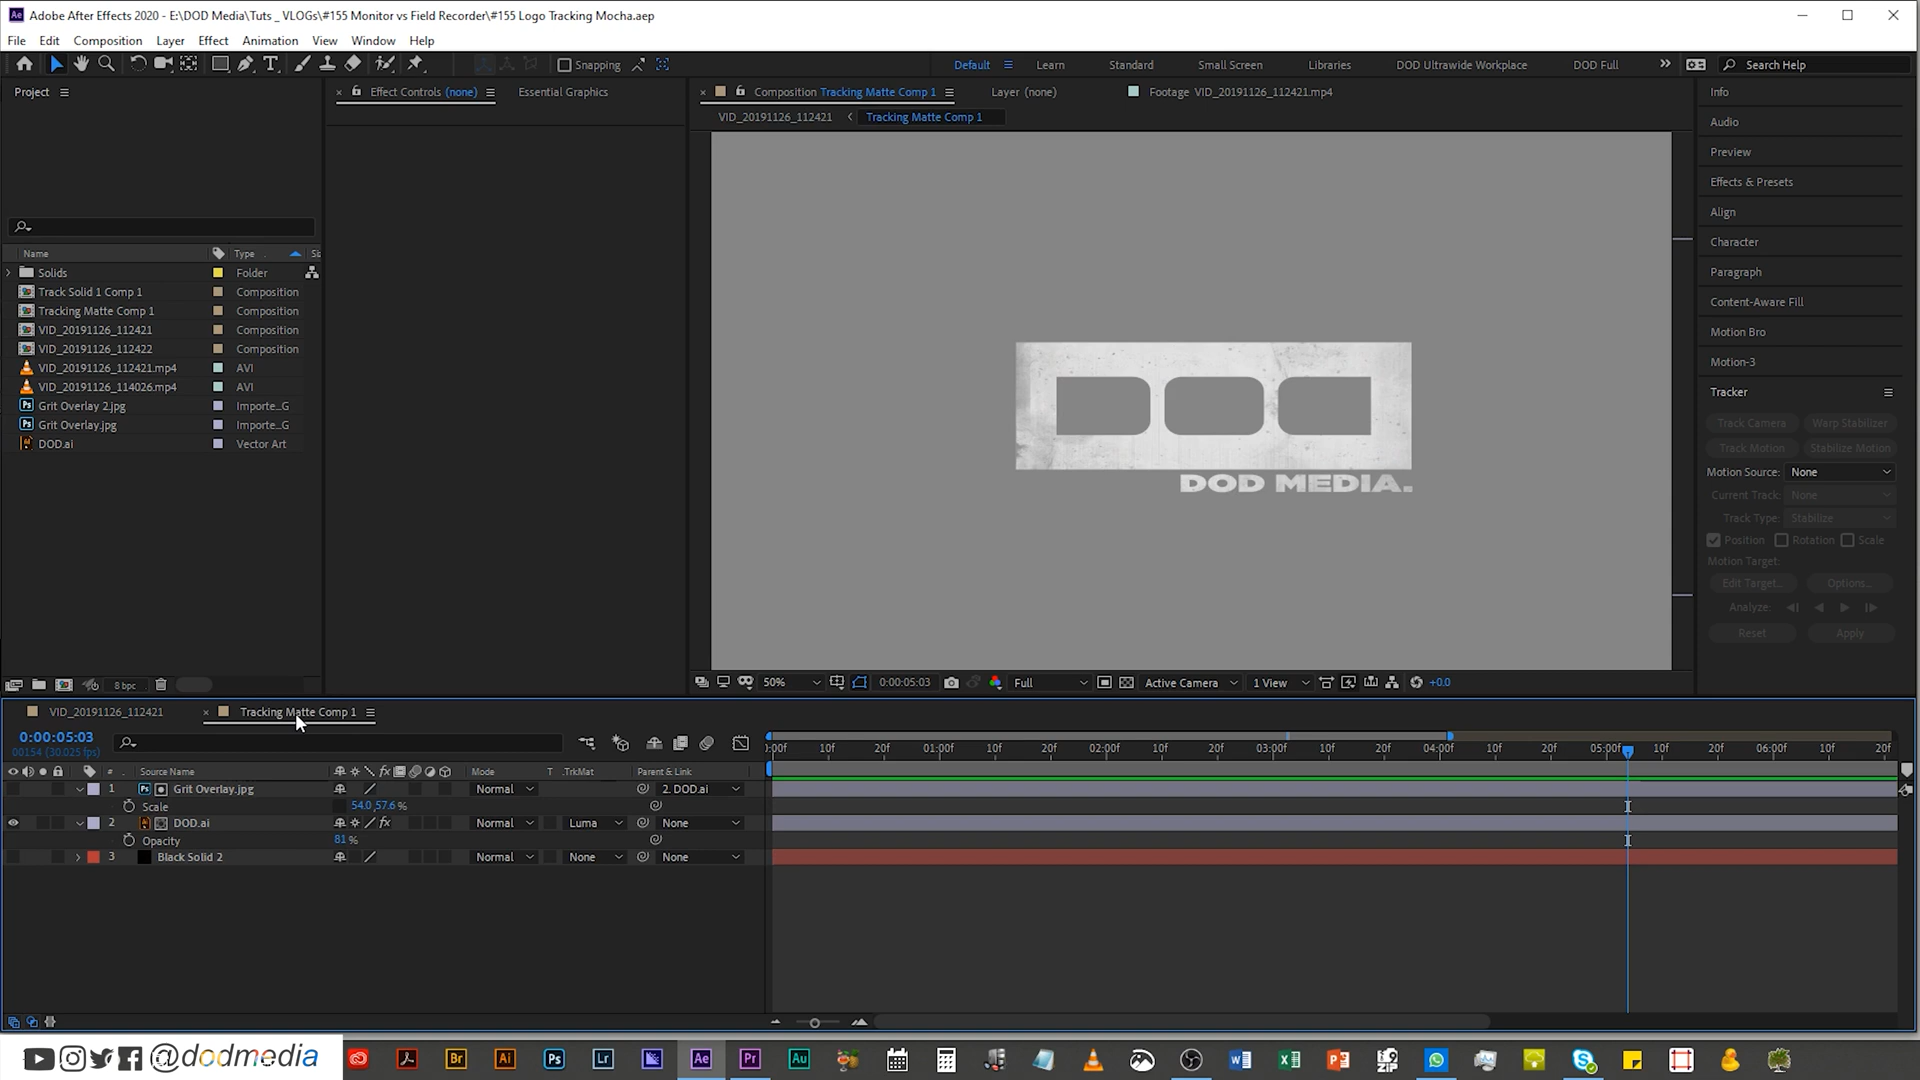 Adobe After Effects 2020 - E:\DOD Media\Tuts _ VLOGs\#155 Monitor vs Field Recorder\#155 Logo Tracking Mocha.aep
File Edit Composition Layer Effect Animation View Window Help
Snapping Default Learn Standard Small Screen Libraries DOD Ultrawide Workplace DOD Full Search Help
Project Effect Controls (none) Essential Graphics Composition Tracking Matte Comp 1 Layer (none) Footage VID_20191126_112421.mp4
VID_20191126_112421 Tracking Matte Comp 1
Name Type Si
Solids Folder
Track Solid 1 Comp 1 Composition
Tracking Matte Comp 1 Composition
VID_20191126_112421 Composition
VID_20191126_112422 Composition
VID_20191126_112421.mp4 AVI
VID_20191126_114026.mp4 AVI
Grit Overlay 2.jpg Importe...G
Grit Overlay.jpg Importe...G
DOD.ai Vector Art
8 bpc
DOD
DOD MEDIA.
50% 0:00:05:03 Full Active Camera 1 View +0.0
Info
Audio
Preview
Effects & Presets
Align
Character
Paragraph
Content-Aware Fill
Motion Bro
Motion-3
Tracker
Track Camera Warp Stabilizer
Track Motion Stabilize Motion
Motion Source: None
Current Track: None
Track Type: Stabilize
Position Rotation Scale
Motion Target:
Edit Target... Options...
Analyze:
Reset Apply
VID_20191126_112421 Tracking Matte Comp 1
0:00:05:03
00154 (30.025 fps)
:00f 10f 20f 01:00f 10f 20f 02:00f 10f 20f 03:00f 10f 20f 04:00f 10f 20f 05:00f 10f 20f 06:00f 10f 20f
# Source Name fx Mode T .TrkMat Parent & Link
1 Ps Grit Overlay.jpg Normal 2. DOD.ai
Scale 54.0,57.6 %
2 DOD.ai fx Normal Luma None
Opacity 81 %
3 Black Solid 2 Normal None None
@dodmedia Br Ai Ps Lr Ae Pr Au